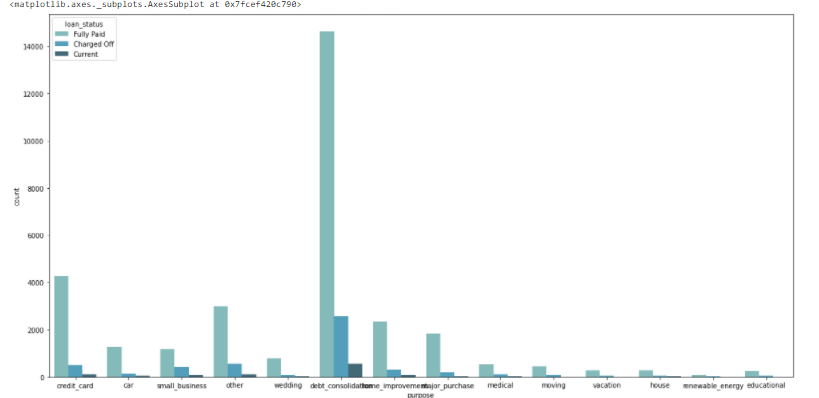 <matplotlib.axes._subplots.AxesSubplot at 0x7fcef420c790>
loan_status
Fully Paid
Charged Off
Current
14000
12000
10000
8000
6000
4000
2000
0
count
credit_card car small_business other wedding debt_consolidation home_improvement major_purchase medical moving vacation house renewable_energy educational
purpose